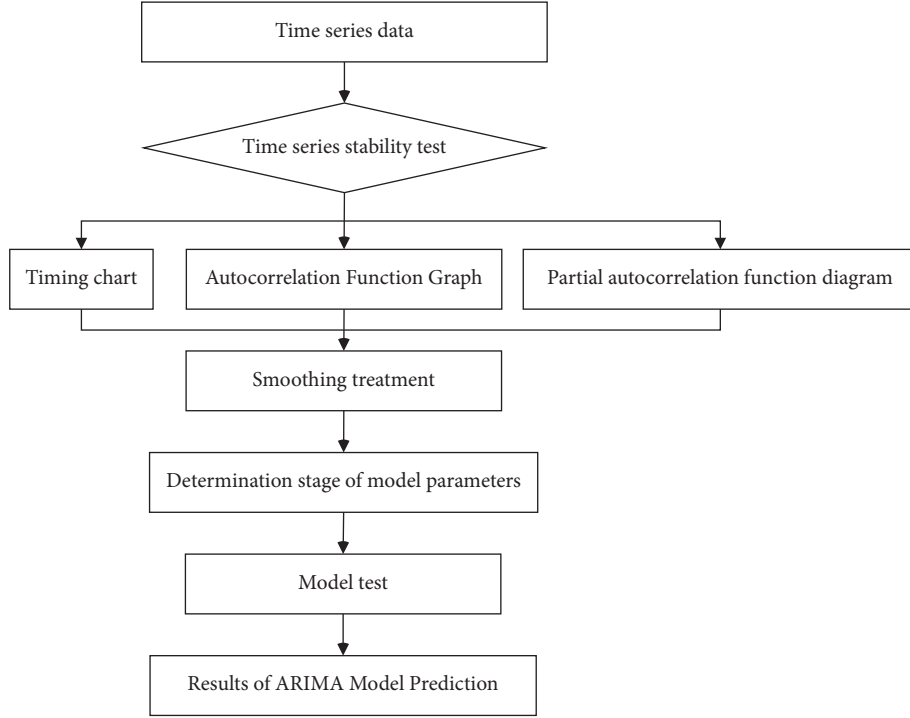 Time series data
Time series stability test
Timing chart
Autocorrelation Function Graph
Partial autocorrelation function diagram
Smoothing treatment
Determination stage of model parameters
Model test
Results of ARIMA Model Prediction